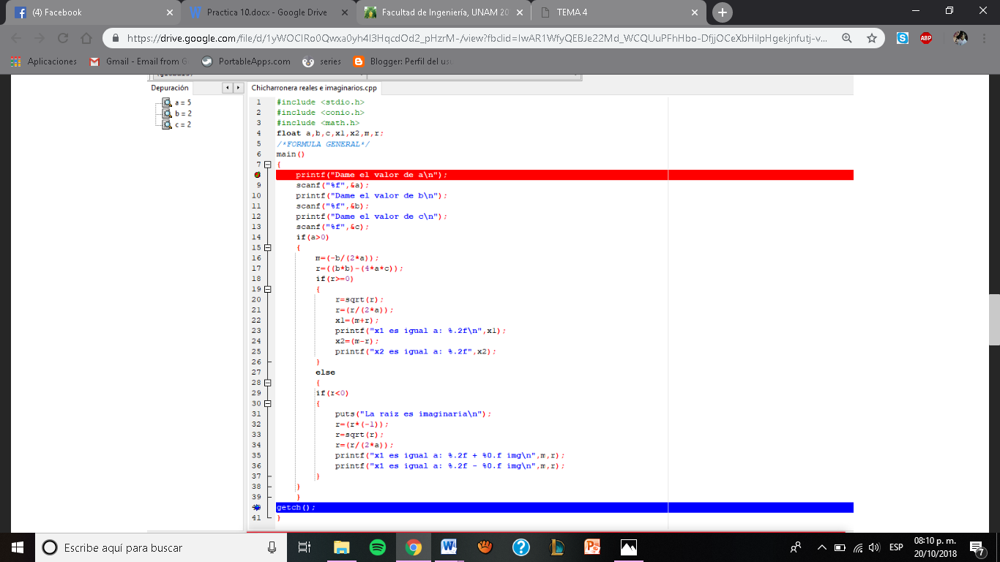 (4) Facebook
Practica 10.docx - Google Drive
Facultad de Ingeniería, UNAM 20
TEMA 4
https://drive.google.com/file/d/
Aplicaciones
Gmail - Email from G
PortableApps.com
series
Blogger: Perfil del usu
Depuración
Chicharronera reales e imaginarios.cpp
a = 5
b = 2
c = 2
1 #include <stdio.h>
2 #include <conio.h>
3 #include <math.h>
4 float a,b,c,x1,x2,m,r;
5 /*FORMULA GENERAL*/
6 main()
7 {
printf("Dame el valor de a\n");
9 scanf("%f",&a);
10 printf("Dame el valor de b\n");
11 scanf("%f",&b);
12 printf("Dame el valor de c\n");
13 scanf("%f",&c);
14 if(a>0)
15 {
16 m=(-b/(2*a));
17 r=((b*b)-(4*a*c));
18 if(r>=0)
19 {
20 r=sqrt(r);
21 r=(r/(2*a));
22 x1=(m+r);
23 printf("x1 es igual a: %.2f\n",x1);
24 x2=(m-r);
25 printf("x2 es igual a: %.2f",x2);
26 }
27 else
28 {
29 if(r<0)
30 {
31 puts("La raiz es imaginaria\n");
32 r=(r*(-1));
33 r=sqrt(r);
34 r=(r/(2*a));
35 printf("x1 es igual a: %.2f + %0.f img\n",m,r);
36 printf("x1 es igual a: %.2f - %0.f img\n",m,r);
37 }
38 }
39 }
getch();
41 }
Escribe aquí para buscar
ESP
08:10 p. m.
20/10/2018
7